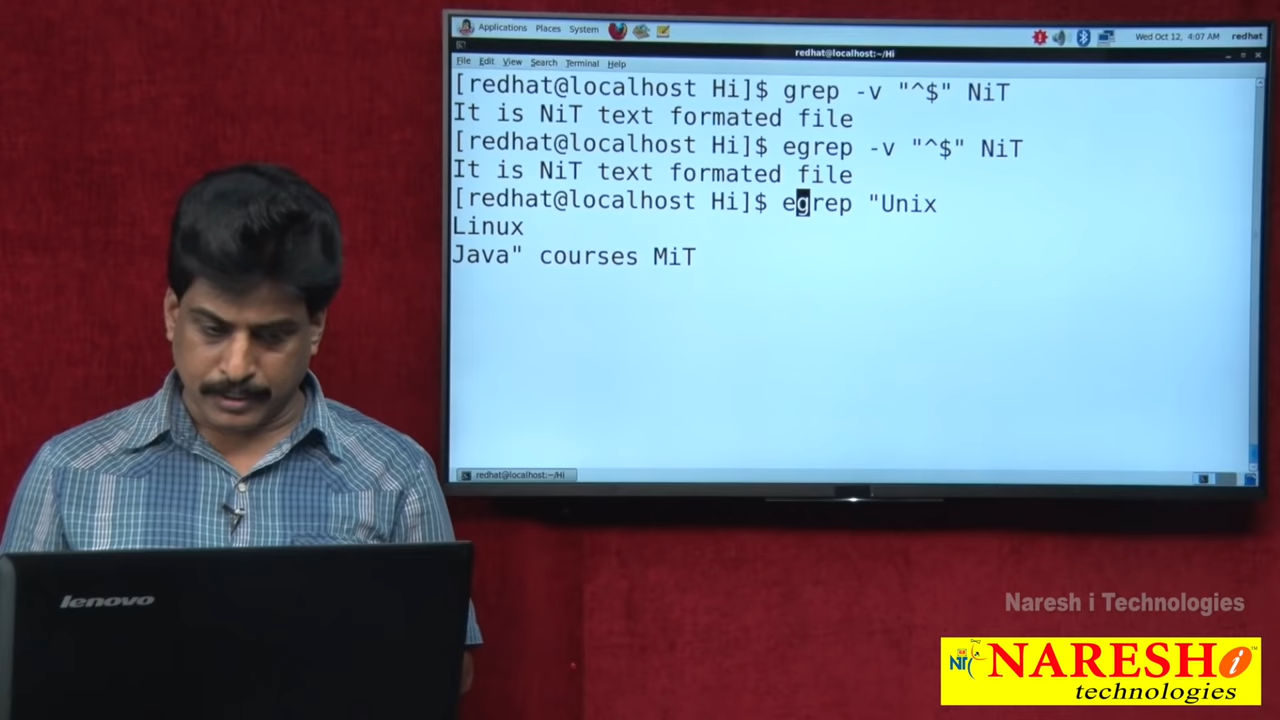 Applications Places System
Wed Oct 12, 4:07 AM redhat
redhat@localhost:~/Hi
File Edit View Search Terminal Help
[redhat@localhost Hi]$ grep -v "^$" NiT
It is NiT text formated file
[redhat@localhost Hi]$ egrep -v "^$" NiT
It is NiT text formated file
[redhat@localhost Hi]$ egrep "Unix
Linux
Java" courses MiT
redhat@localhost:~/Hi
lenovo
Naresh i Technologies
NARESH i
technologies